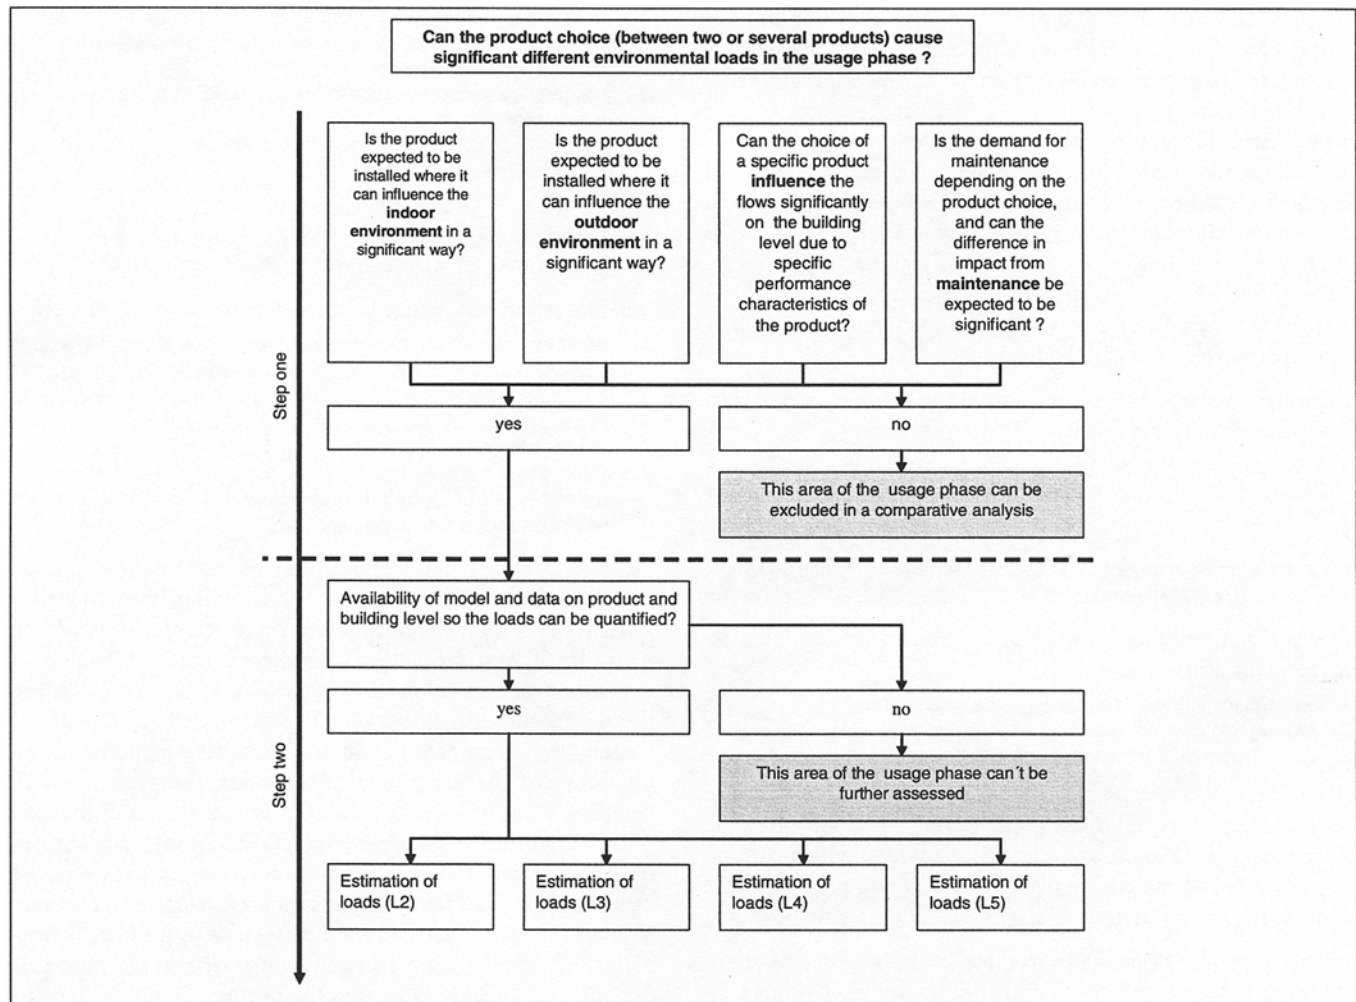 Can the product choice (between two or several products) cause
significant different environmental loads in the usage phase ?
Step one
Is the product
expected to be
installed where it
can influence the
indoor
environment in a
significant way?
Is the product
expected to be
installed where it
can influence the
outdoor
environment in a
significant way?
Can the choice of
a specific product
influence the
flows significantly
on the building
level due to
specific
performance
characteristics of
the product?
Is the demand for
maintenance
depending on the
product choice,
and can the
difference in
impact from
maintenance be
expected to be
significant ?
yes
no
This area of the usage phase can be
excluded in a comparative analysis
Step two
Availability of model and data on product and
building level so the loads can be quantified?
yes
no
This area of the usage phase can´t be
further assessed
Estimation of
loads (L2)
Estimation of
loads (L3)
Estimation of
loads (L4)
Estimation of
loads (L5)